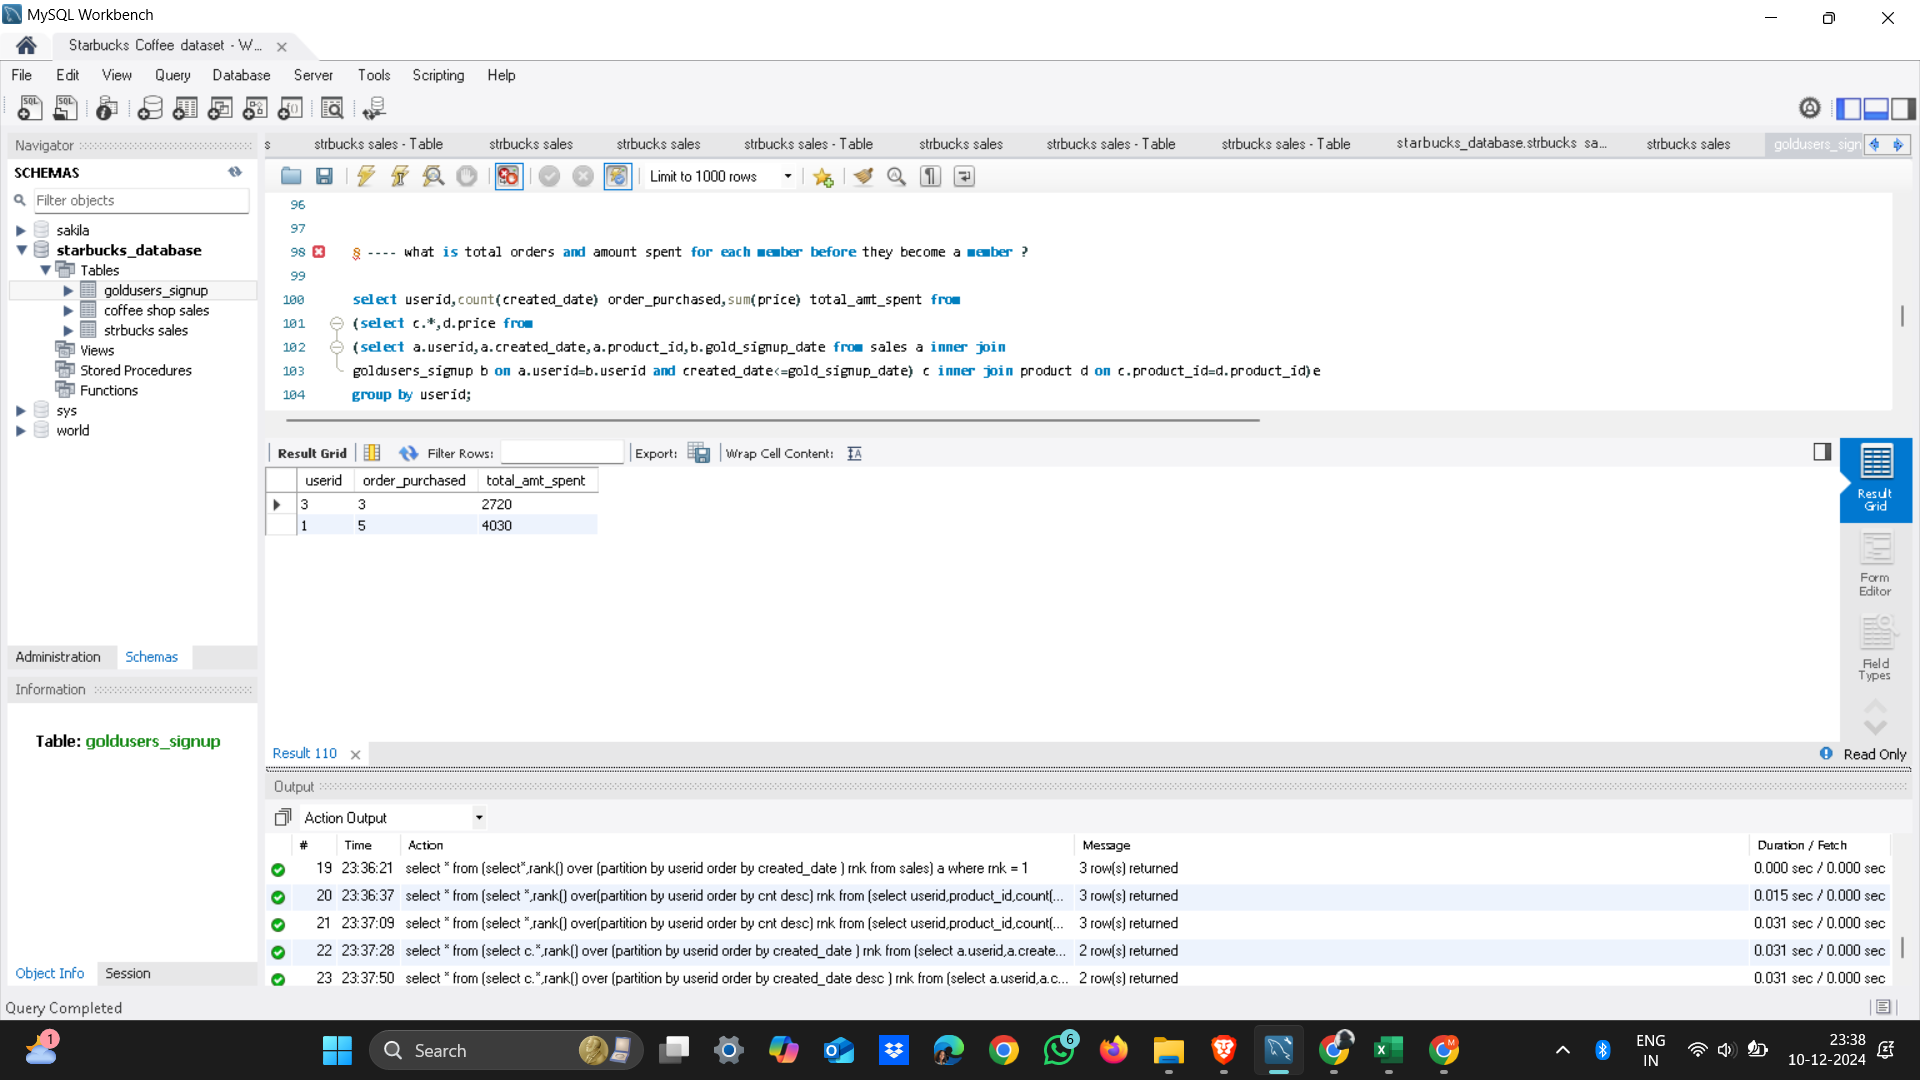 MySQL Workbench
Starbucks Coffee dataset - W...
File Edit View Query Database Server Tools Scripting Help
Navigator
s strbucks sales - Table strbucks sales strbucks sales strbucks sales - Table strbucks sales strbucks sales - Table strbucks sales - Table starbucks_database.strbucks sa... strbucks sales goldusers_sign
SCHEMAS
Limit to 1000 rows
Filter objects
sakila
starbucks_database
Tables
goldusers_signup
coffee shop sales
strbucks sales
Views
Stored Procedures
Functions
sys
world
96
97
98 § ---- what is total orders and amount spent for each member before they become a member ?
99
100 select userid,count(created_date) order_purchased,sum(price) total_amt_spent from
101 (select c.*,d.price from
102 (select a.userid,a.created_date,a.product_id,b.gold_signup_date from sales a inner join
103 goldusers_signup b on a.userid=b.userid and created_date<=gold_signup_date) c inner join product d on c.product_id=d.product_id)e
104 group by userid;
Result Grid Filter Rows: Export: Wrap Cell Content:
userid order_purchased total_amt_spent
3 3 2720
1 5 4030
Result Grid
Form Editor
Field Types
Administration Schemas
Information
Table: goldusers_signup
Result 110
Read Only
Output
Action Output
# Time Action Message Duration / Fetch
19 23:36:21 select * from (select*,rank() over (partition by userid order by created_date ) rnk from sales) a where rnk = 1 3 row(s) returned 0.000 sec / 0.000 sec
20 23:36:37 select * from (select *,rank() over(partition by userid order by cnt desc) rnk from (select userid,product_id,count(... 3 row(s) returned 0.015 sec / 0.000 sec
21 23:37:09 select * from (select *,rank() over(partition by userid order by cnt desc) rnk from (select userid,product_id,count(... 3 row(s) returned 0.031 sec / 0.000 sec
22 23:37:28 select * from (select c.*,rank() over (partition by userid order by created_date ) rnk from (select a.userid,a.create... 2 row(s) returned 0.031 sec / 0.000 sec
23 23:37:50 select * from (select c.*,rank() over (partition by userid order by created_date desc ) rnk from (select a.userid,a.c... 2 row(s) returned 0.031 sec / 0.000 sec
Object Info Session
Query Completed
1
Search
6
ENG
IN
23:38
10-12-2024